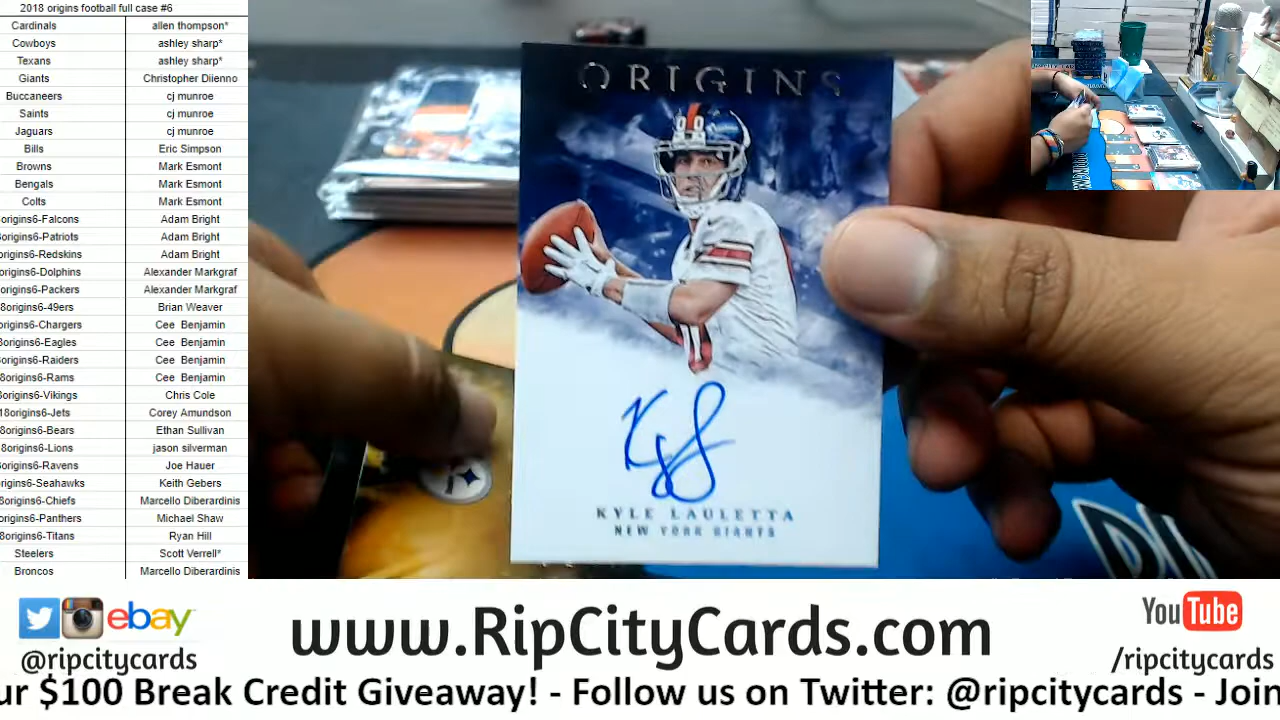 2018 origins football full case #6
Cardinals allen thompson*
Cowboys ashley sharp*
Texans ashley sharp*
Giants Christopher Diienno
Buccaneers cj munroe
Saints cj munroe
Jaguars cj munroe
Bills Eric Simpson
Browns Mark Esmont
Bengals Mark Esmont
Colts Mark Esmont
origins6-Falcons Adam Bright
origins6-Patriots Adam Bright
origins6-Redskins Adam Bright
origins6-Dolphins Alexander Markgraf
origins6-Packers Alexander Markgraf
8origins6-49ers Brian Weaver
origins6-Chargers Cee Benjamin
8origins6-Eagles Cee Benjamin
origins6-Raiders Cee Benjamin
8origins6-Rams Cee Benjamin
origins6-Vikings Chris Cole
18origins6-Jets Corey Amundson
8origins6-Bears Ethan Sullivan
8origins6-Lions jason silverman
origins6-Ravens Joe Hauer
origins6-Seahawks Keith Gebers
8origins6-Chiefs Marcello Diberardinis
origins6-Panthers Michael Shaw
8origins6-Titans Ryan Hill
Steelers Scott Verrell*
Broncos Marcello Diberardinis
ORIGINS
KYLE LAULETTA
NEW YORK GIANTS
ebay
@ripcitycards
www.RipCityCards.com
YouTube
/ripcitycards
ur $100 Break Credit Giveaway! - Follow us on Twitter: @ripcitycards - Join